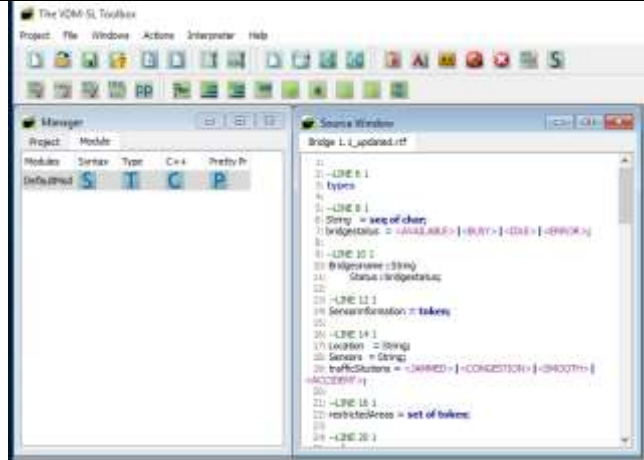 The VDM-SL Toolbox
Project File Windows Actions Interpreter Help
Manager
Project Module
Modules Syntax Type C++ Pretty Pr
DefaultMod S T C P
Source Window
Bridge 1.1_updated.rtf
1:
2: --LINE 6 1
3: types
4:
5: --LINE 8 1
6: String = seq of char;
7: bridgestatus = <AVAILABLE>|<BUSY>|<IDLE>|<ERROR>;
8:
9: --LINE 10 1
10: Bridge::name :String
11: Status : bridgestatus;
12:
13: --LINE 12 1
14: SensorInformation = token;
15:
16: --LINE 14 1
17: Location = String;
18: Sensors = String;
19: trafficSitutions = <JAMMED>|<CONGESTION>|<SMOOTH>|
<ACCIDENT>;
20:
21: --LINE 18 1
22: restrictedAreas = set of token;
23:
24: --LINE 20 1